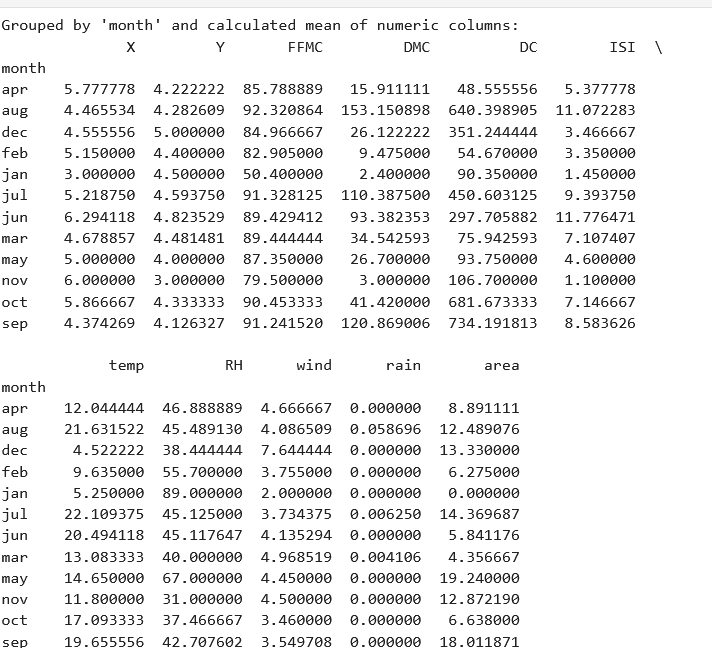 Grouped by 'month' and calculated mean of numeric columns:
X Y FFMC DMC DC ISI \
month
apr 5.777778 4.222222 85.788889 15.911111 48.555556 5.377778
aug 4.465534 4.282609 92.320864 153.150898 640.398905 11.072283
dec 4.555556 5.000000 84.966667 26.122222 351.244444 3.466667
feb 5.150000 4.400000 82.905000 9.475000 54.670000 3.350000
jan 3.000000 4.500000 50.400000 2.400000 90.350000 1.450000
jul 5.218750 4.593750 91.328125 110.387500 450.603125 9.393750
jun 6.294118 4.823529 89.429412 93.382353 297.705882 11.776471
mar 4.678857 4.481481 89.444444 34.542593 75.942593 7.107407
may 5.000000 4.000000 87.350000 26.700000 93.750000 4.600000
nov 6.000000 3.000000 79.500000 3.000000 106.700000 1.100000
oct 5.866667 4.333333 90.453333 41.420000 681.673333 7.146667
sep 4.374269 4.126327 91.241520 120.869006 734.191813 8.583626
temp RH wind rain area
month
apr 12.044444 46.888889 4.666667 0.000000 8.891111
aug 21.631522 45.489130 4.086509 0.058696 12.489076
dec 4.522222 38.444444 7.644444 0.000000 13.330000
feb 9.635000 55.700000 3.755000 0.000000 6.275000
jan 5.250000 89.000000 2.000000 0.000000 0.000000
jul 22.109375 45.125000 3.734375 0.006250 14.369687
jun 20.494118 45.117647 4.135294 0.000000 5.841176
mar 13.083333 40.000000 4.968519 0.004106 4.356667
may 14.650000 67.000000 4.450000 0.000000 19.240000
nov 11.800000 31.000000 4.500000 0.000000 12.872190
oct 17.093333 37.466667 3.460000 0.000000 6.638000
sep 19.655556 42.707602 3.549708 0.000000 18.011871